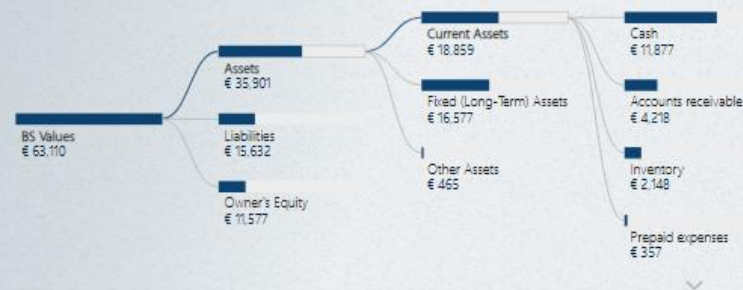 BS Values
€ 63,110
Assets
€ 35,901
Liabilities
€ 15,632
Owner's Equity
€ 11,577
Current Assets
€ 18,859
Fixed (Long-Term) Assets
€ 16,577
Other Assets
€ 465
Cash
€ 11,877
Accounts receivable
€ 4,218
Inventory
€ 2,148
Prepaid expenses
€ 357